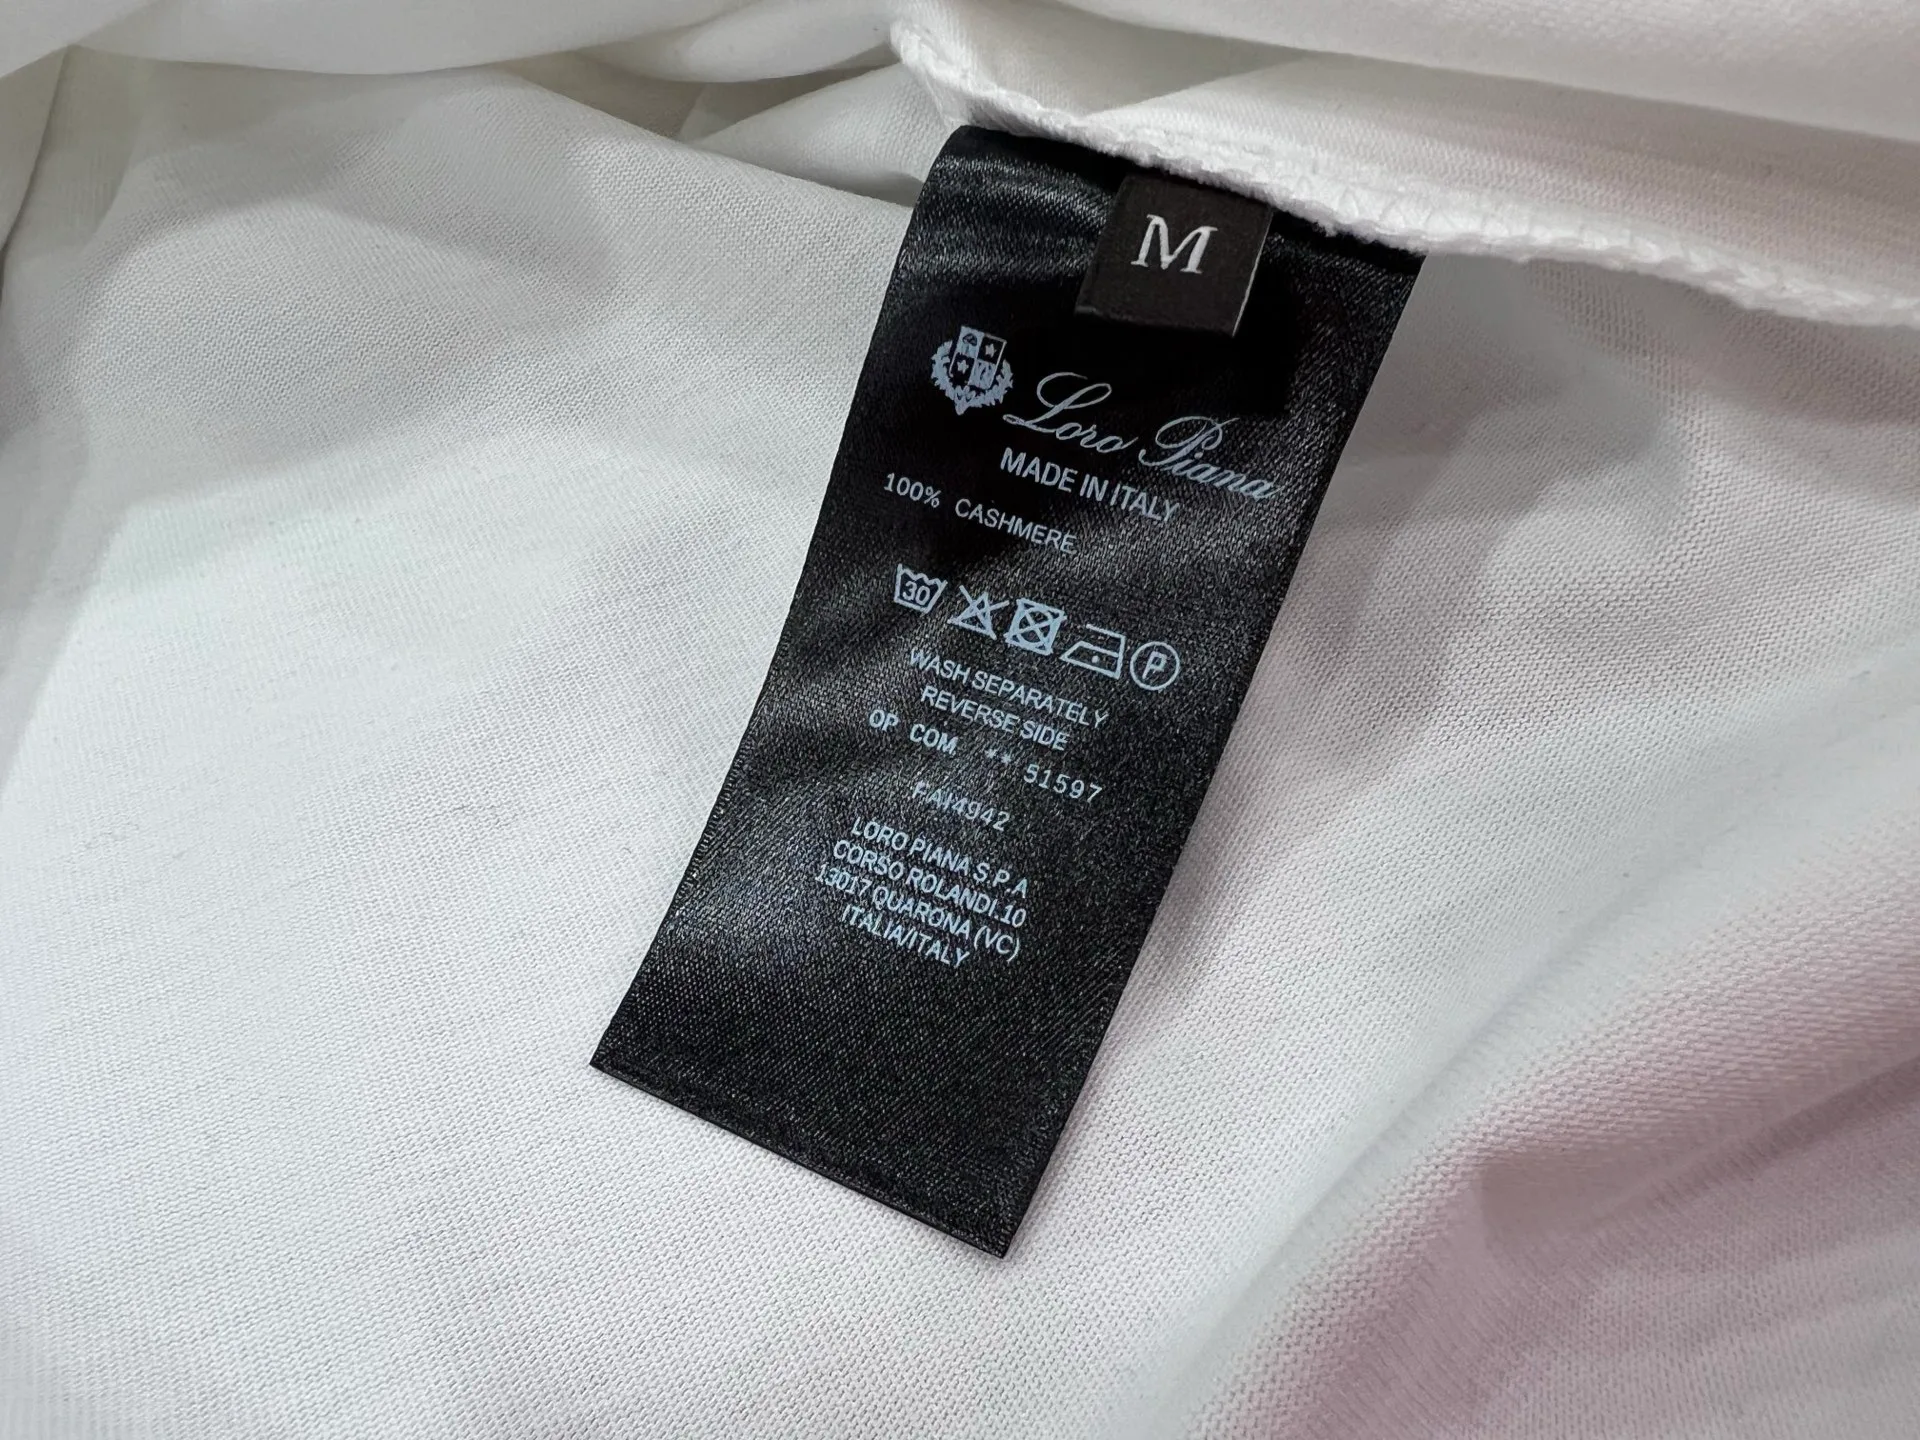 M
Loro Piana
MADE IN ITALY
100% CASHMERE
30
P
WASH SEPARATELY
REVERSE SIDE
OP COM ** 51597
FAI4942
LORO PIANA S.P.A
CORSO ROLANDI.10
13017 QUARONA (VC)
ITALIA/ITALY